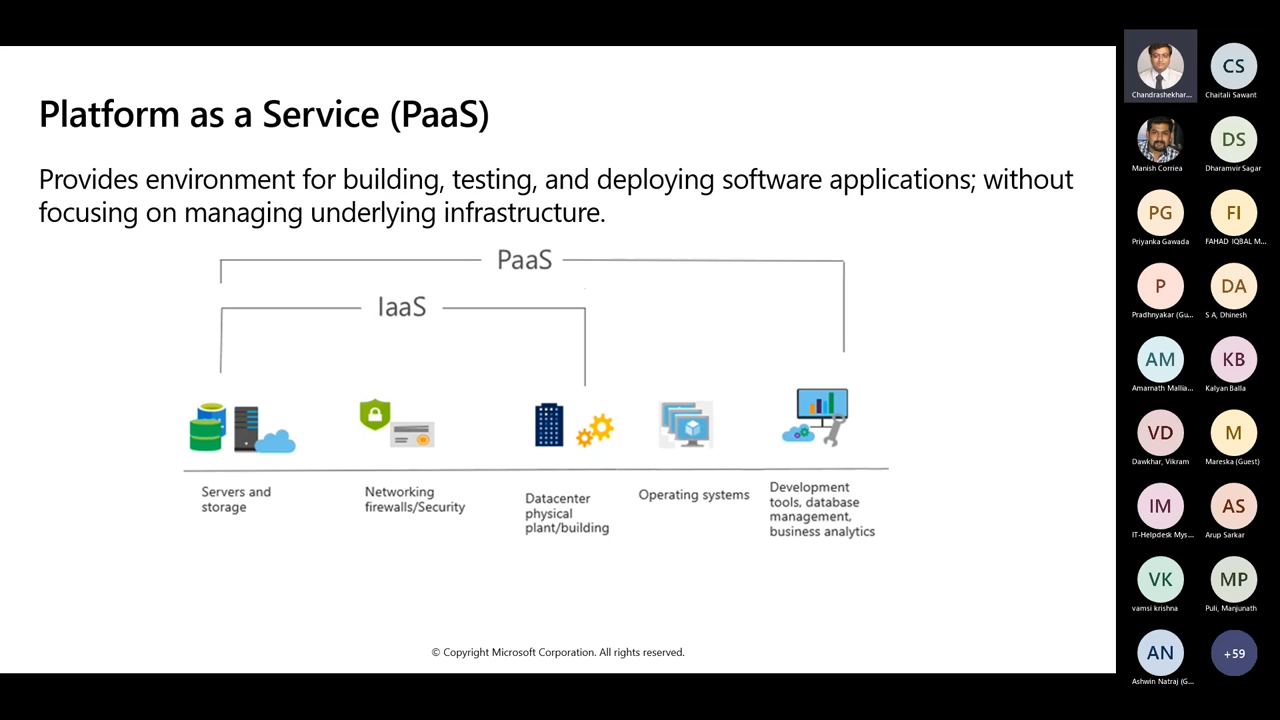 Platform as a Service (PaaS)
Provides environment for building, testing, and deploying software applications; without
focusing on managing underlying infrastructure.
PaaS
IaaS
Servers and
storage
Networking
firewalls/Security
Datacenter
physical
plant/building
Operating systems
Development
tools, database
management,
business analytics
© Copyright Microsoft Corporation. All rights reserved.
Chandrashekhar...
CS
Chaitali Sawant
Manish Corriea
DS
Dharamvir Sagar
PG
Priyanka Gawada
FI
FAHAD IQBAL M...
P
Pradhnyakar (Gu...
DA
S A, Dhinesh
AM
Amarnath Mallia...
KB
Kalyan Balla
VD
Dawkhar, Vikram
M
Mareska (Guest)
IM
IT-Helpdesk Mys...
AS
Arup Sarkar
VK
vamsi krishna
MP
Puli, Manjunath
AN
Ashwin Natraj (G...
+59